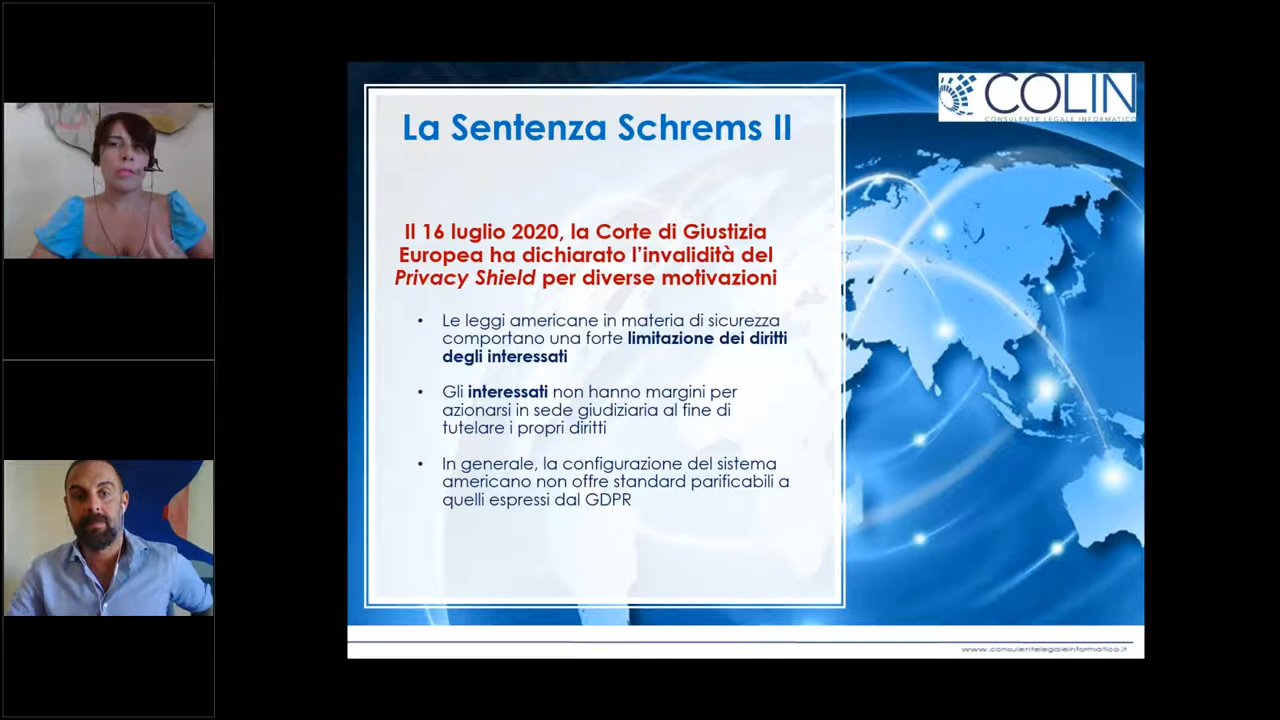 COLIN
CONSULENTE LEGALE INFORMATICO
La Sentenza Schrems II
Il 16 luglio 2020, la Corte di Giustizia
Europea ha dichiarato l’invalidità del
Privacy Shield per diverse motivazioni
• Le leggi americane in materia di sicurezza
comportano una forte limitazione dei diritti
degli interessati
• Gli interessati non hanno margini per
azionarsi in sede giudiziaria al fine di
tutelare i propri diritti
• In generale, la configurazione del sistema
americano non offre standard parificabili a
quelli espressi dal GDPR
www.consulentelegaleinformatico.it